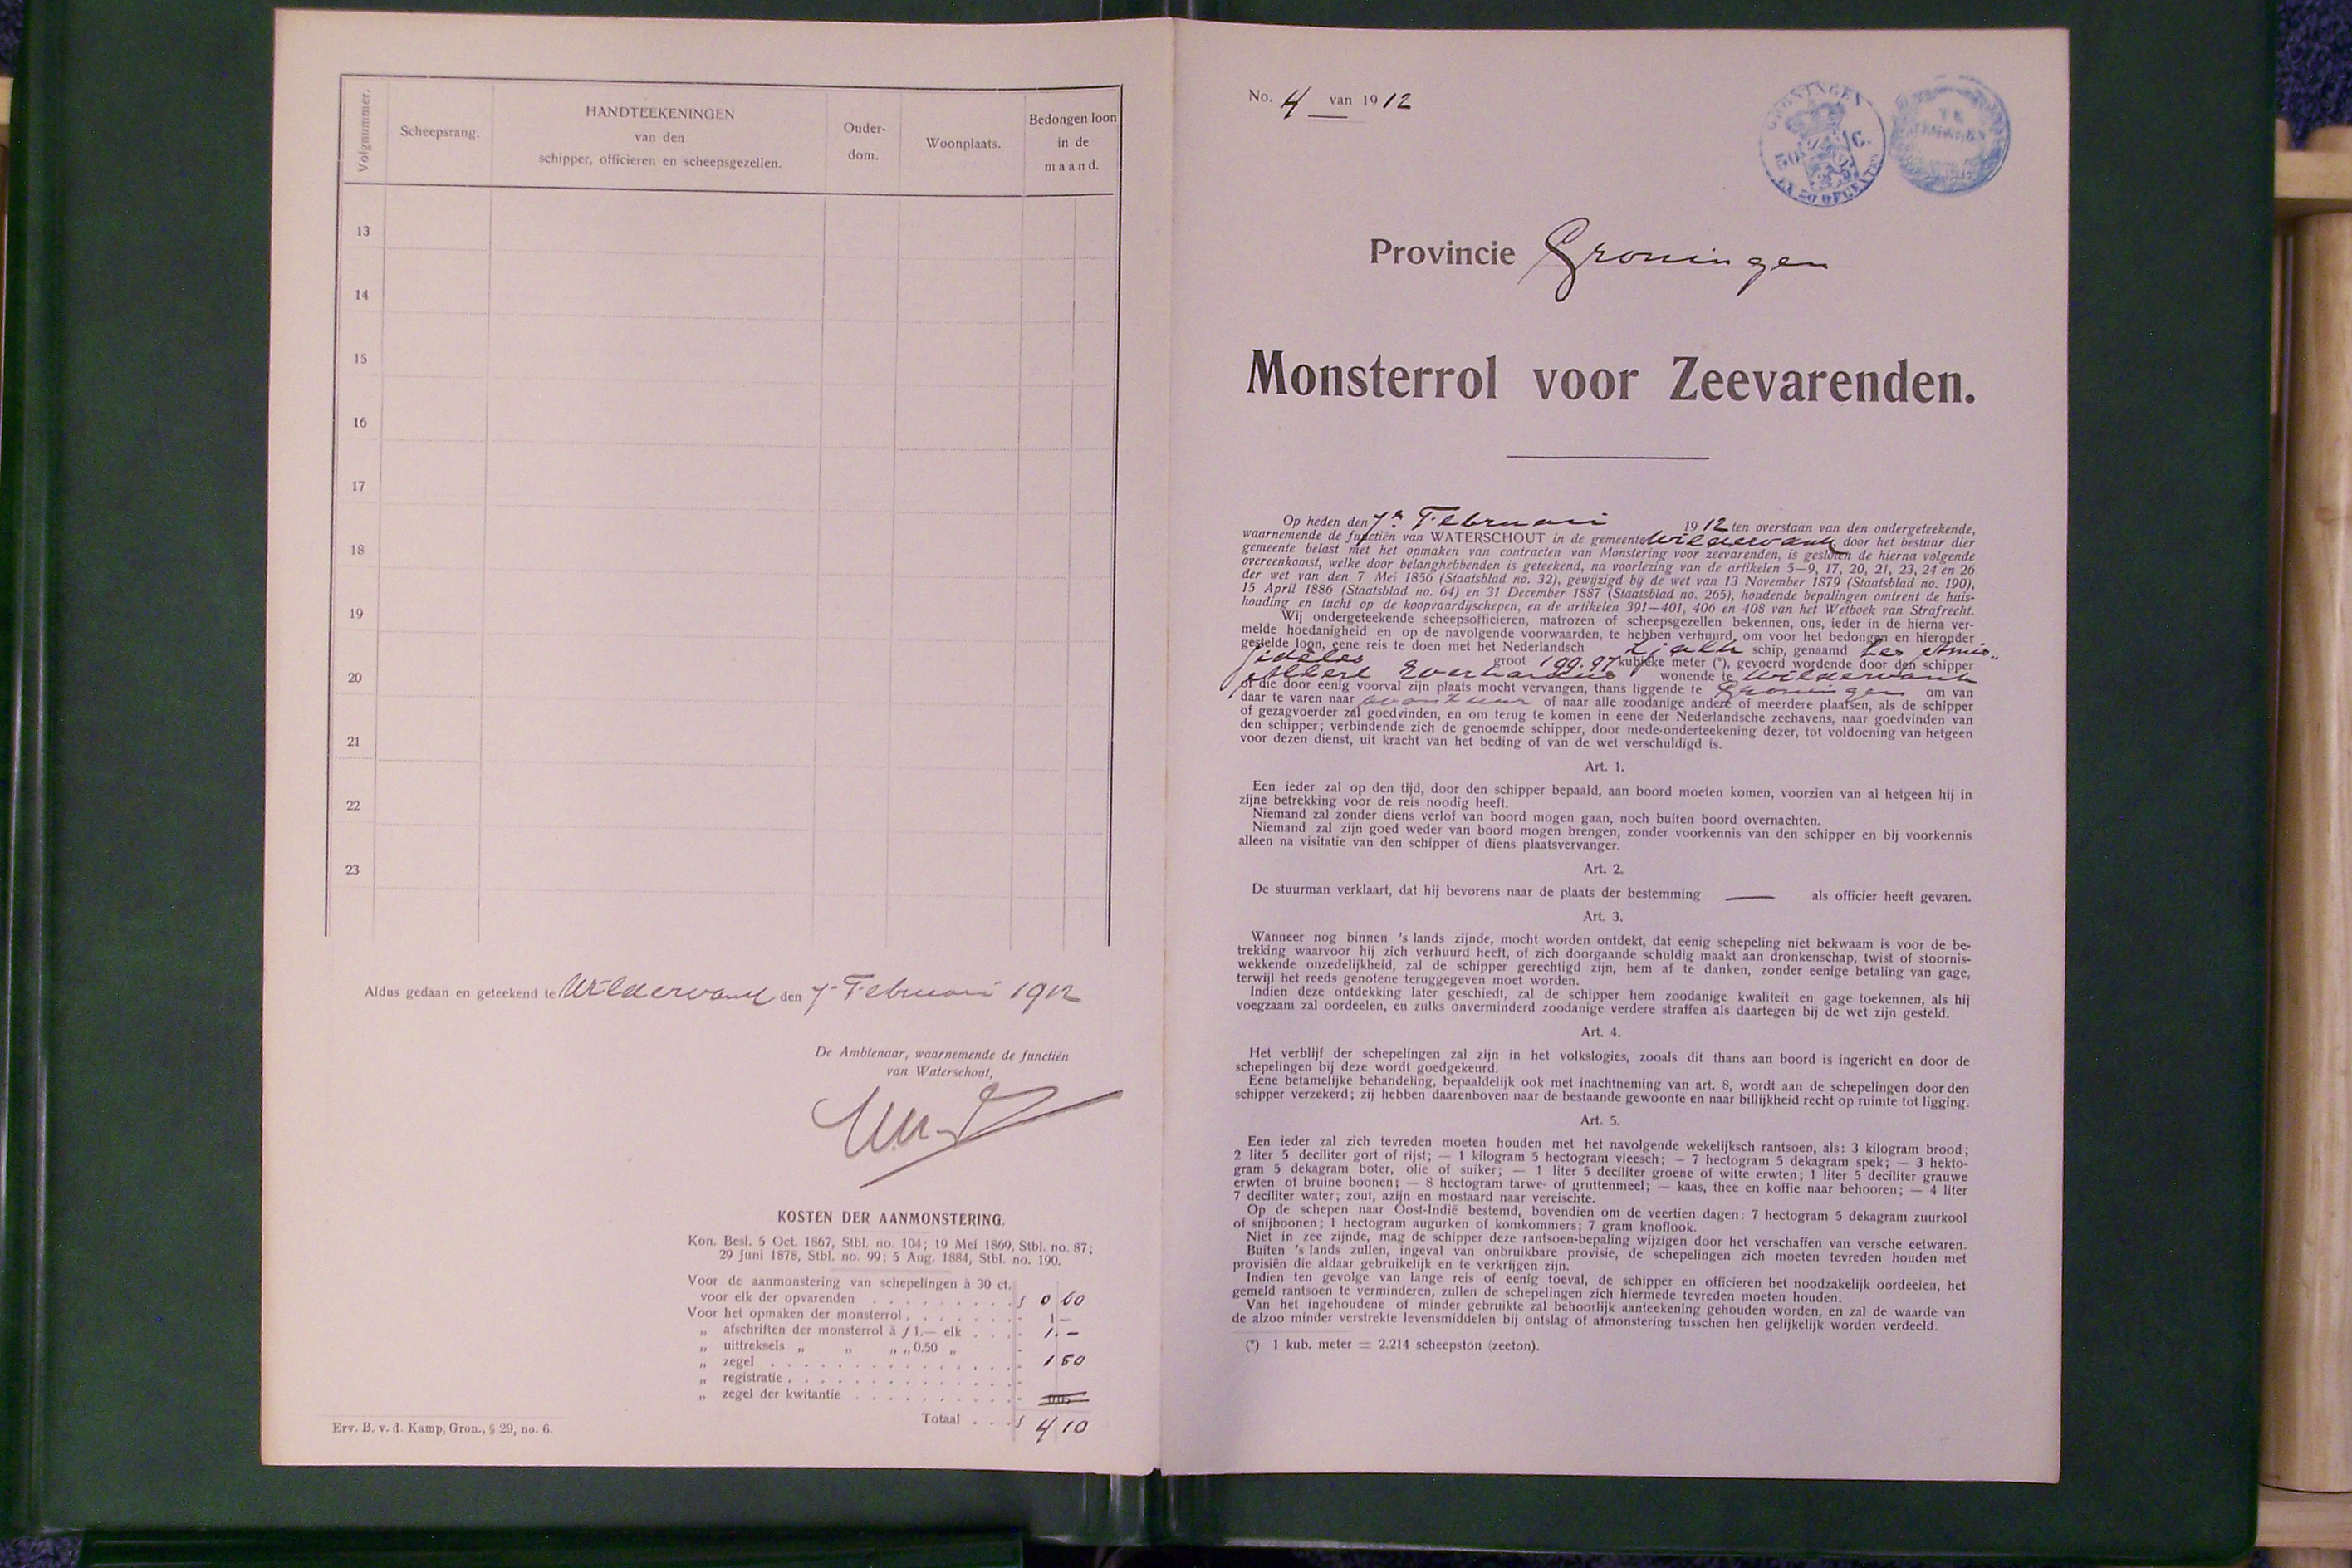 Volgnummer.
Scheepsrang.
HANDTEEKENINGEN
van den
schipper, officieren en scheepsgezellen.
Ouder-
dom.
Woonplaats.
Bedongen loon
in de
maand.
13
14
15
16
17
18
19
20
21
22
23
Aldus gedaan en geteekend te Wildervank den 7 Februari 1912
De Ambtenaar, waarnemende de functiën
van Waterschout,
KOSTEN DER AANMONSTERING.
Kon. Besl. 5 Oct. 1867, Stbl. no. 104; 19 Mei 1869, Stbl. no. 87;
29 Juni 1878, Stbl. no. 99; 5 Aug. 1884, Stbl. no. 190.
Voor de aanmonstering van schepelingen à 30 ct.
voor elk der opvarenden . . . . . . . . . f 0 60
Voor het opmaken der monsterrol . . . . . . . - 1 —
„ afschriften der monsterrol à f 1.— elk . . . - 1.-
„ uittreksels „ „ „ „ 0.50 „ -
„ zegel . . . . . . . . . . . . . . . . - 1 50
„ registratie . . . . . . . . . . . . . . -
„ zegel der kwitantie . . . . . . . . . . -
Totaal . . . f 4 10
Erv. B. v. d. Kamp, Gron., § 29, no. 6.
No. 4 van 1912
GRONINGEN
Provincie Groningen
Monsterrol voor Zeevarenden.
Op heden den 7n Februari 1912 ten overstaan van den ondergeteekende,
waarnemende de functiën van WATERSCHOUT in de gemeente Wildervank door het bestuur dier
gemeente belast met het opmaken van contracten van Monstering voor zeevarenden, is gesloten de hierna volgende
overeenkomst, welke door belanghebbenden is geteekend, na voorlezing van de artikelen 5—9, 17, 20, 21, 23, 24 en 26
der wet van den 7 Mei 1856 (Staatsblad no. 32), gewijzigd bij de wet van 13 November 1879 (Staatsblad no. 190),
15 April 1886 (Staatsblad no. 64) en 31 December 1887 (Staatsblad no. 265), houdende bepalingen omtrent de huis-
houding en tucht op de koopvaardijschepen, en de artikelen 391—401, 406 en 408 van het Wetboek van Strafrecht.
Wij ondergeteekende scheepsofficieren, matrozen of scheepsgezellen bekennen, ons, ieder in de hierna ver-
melde hoedanigheid en op de navolgende voorwaarden, te hebben verhuurd, om voor het bedongen en hieronder
gestelde loon, eene reis te doen met het Nederlandsch tjalk schip, genaamd Les Amis
fidèles groot 199.97 kubieke meter (*), gevoerd wordende door den schipper
Albert Everhardus wonende te Wildervank
of die door eenig voorval zijn plaats mocht vervangen, thans liggende te Groningen om van
daar te varen naar avontuur of naar alle zoodanige andere of meerdere plaatsen, als de schipper
of gezagvoerder zal goedvinden, en om terug te komen in eene der Nederlandsche zeehavens, naar goedvinden van
den schipper; verbindende zich de genoemde schipper, door mede-onderteekening dezer, tot voldoening van hetgeen
voor dezen dienst, uit kracht van het beding of van de wet verschuldigd is.
Art. 1.
Een ieder zal op den tijd, door den schipper bepaald, aan boord moeten komen, voorzien van al hetgeen hij in
zijne betrekking voor de reis noodig heeft.
Niemand zal zonder diens verlof van boord mogen gaan, noch buiten boord overnachten.
Niemand zal zijn goed weder van boord mogen brengen, zonder voorkennis van den schipper en bij voorkennis
alleen na visitatie van den schipper of diens plaatsvervanger.
Art. 2.
De stuurman verklaart, dat hij bevorens naar de plaats der bestemming — als officier heeft gevaren.
Art. 3.
Wanneer nog binnen 's lands zijnde, mocht worden ontdekt, dat eenig schepeling niet bekwaam is voor de be-
trekking waarvoor hij zich verhuurd heeft, of zich doorgaande schuldig maakt aan dronkenschap, twist of stoornis-
wekkende onzedelijkheid, zal de schipper gerechtigd zijn, hem af te danken, zonder eenige betaling van gage,
terwijl het reeds genotene teruggegeven moet worden.
Indien deze ontdekking later geschiedt, zal de schipper hem zoodanige kwaliteit en gage toekennen, als hij
voegzaam zal oordeelen, en zulks onverminderd zoodanige verdere straffen als daartegen bij de wet zijn gesteld.
Art. 4.
Het verblijf der schepelingen zal zijn in het volkslogies, zooals dit thans aan boord is ingericht en door de
schepelingen bij deze wordt goedgekeurd.
Eene betamelijke behandeling, bepaaldelijk ook met inachtneming van art. 8, wordt aan de schepelingen door den
schipper verzekerd; zij hebben daarenboven naar de bestaande gewoonte en naar billijkheid recht op ruimte tot ligging.
Art. 5.
Een ieder zal zich tevreden moeten houden met het navolgende wekelijksch rantsoen, als: 3 kilogram brood;
2 liter 5 deciliter gort of rijst; — 1 kilogram 5 hectogram vleesch; — 7 hectogram 5 dekagram spek; — 3 hekto-
gram 5 dekagram boter, olie of suiker; — 1 liter 5 deciliter groene of witte erwten; 1 liter 5 deciliter grauwe
erwten of bruine boonen; — 8 hectogram tarwe- of gruttenmeel; — kaas, thee en koffie naar behooren; — 4 liter
7 deciliter water; zout, azijn en mostaard naar vereischte.
Op de schepen naar Oost-Indië bestemd, bovendien om de veertien dagen: 7 hectogram 5 dekagram zuurkool
of snijboonen; 1 hectogram augurken of komkommers; 7 gram knoflook.
Niet in zee zijnde, mag de schipper deze rantsoen-bepaling wijzigen door het verschaffen van versche eetwaren.
Buiten 's lands zullen, ingeval van onbruikbare provisie, de schepelingen zich moeten tevreden houden met
provisiën die aldaar gebruikelijk en te verkrijgen zijn.
Indien ten gevolge van lange reis of eenig toeval, de schipper en officieren het noodzakelijk oordeelen, het
gemeld rantsoen te verminderen, zullen de schepelingen zich hiermede tevreden moeten houden.
Van het ingehoudene of minder gebruikte zal behoorlijk aanteekening gehouden worden, en zal de waarde van
de alzoo minder verstrekte levensmiddelen bij ontslag of afmonstering tusschen hen gelijkelijk worden verdeeld.
(*) 1 kub. meter = 2.214 scheepston (zeeton).